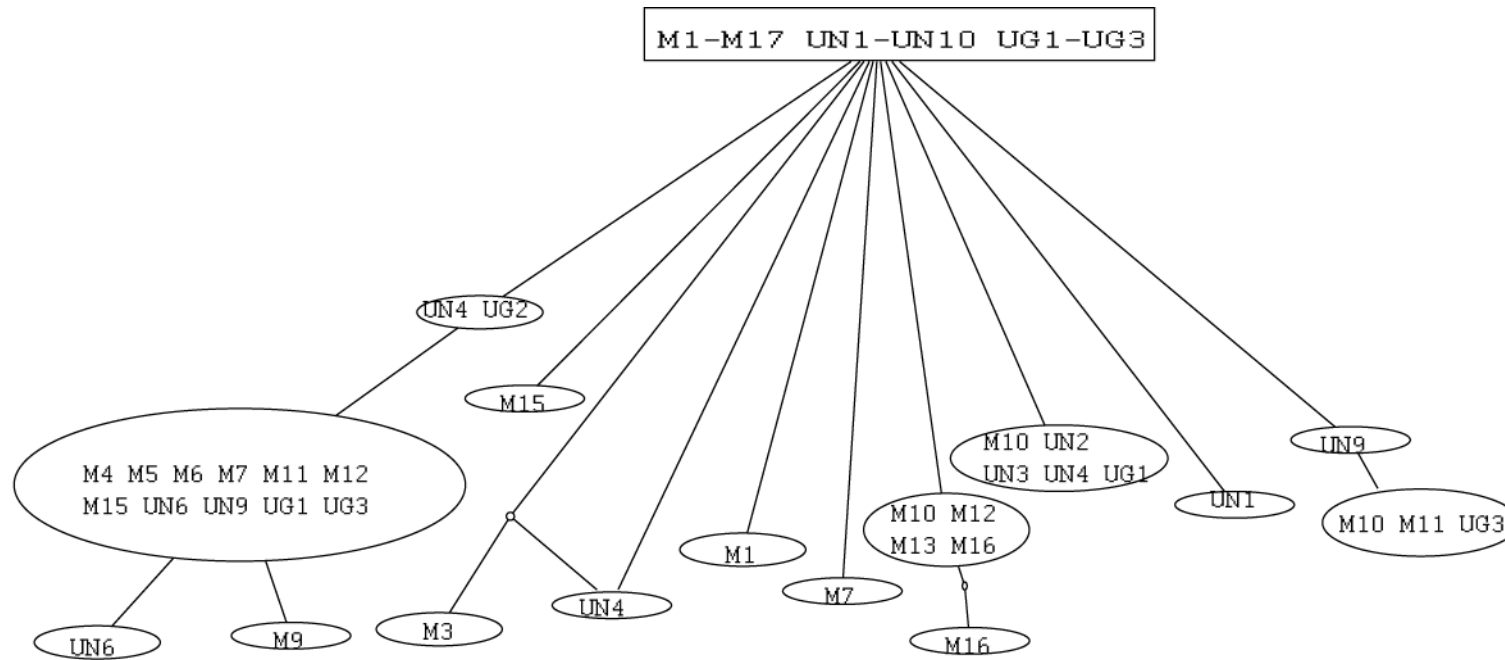 M1-M17 UN1-UN10 UG1-UG3
UN4 UG2
M15
M4 M5 M6 M7 M11 M12
M15 UN6 UN9 UG1 UG3
M10 UN2
UN3 UN4 UG1
UN9
UN1
M10 M12
M13 M16
M10 M11 UG3
M1
M7
UN4
M3
M9
UN6
M16